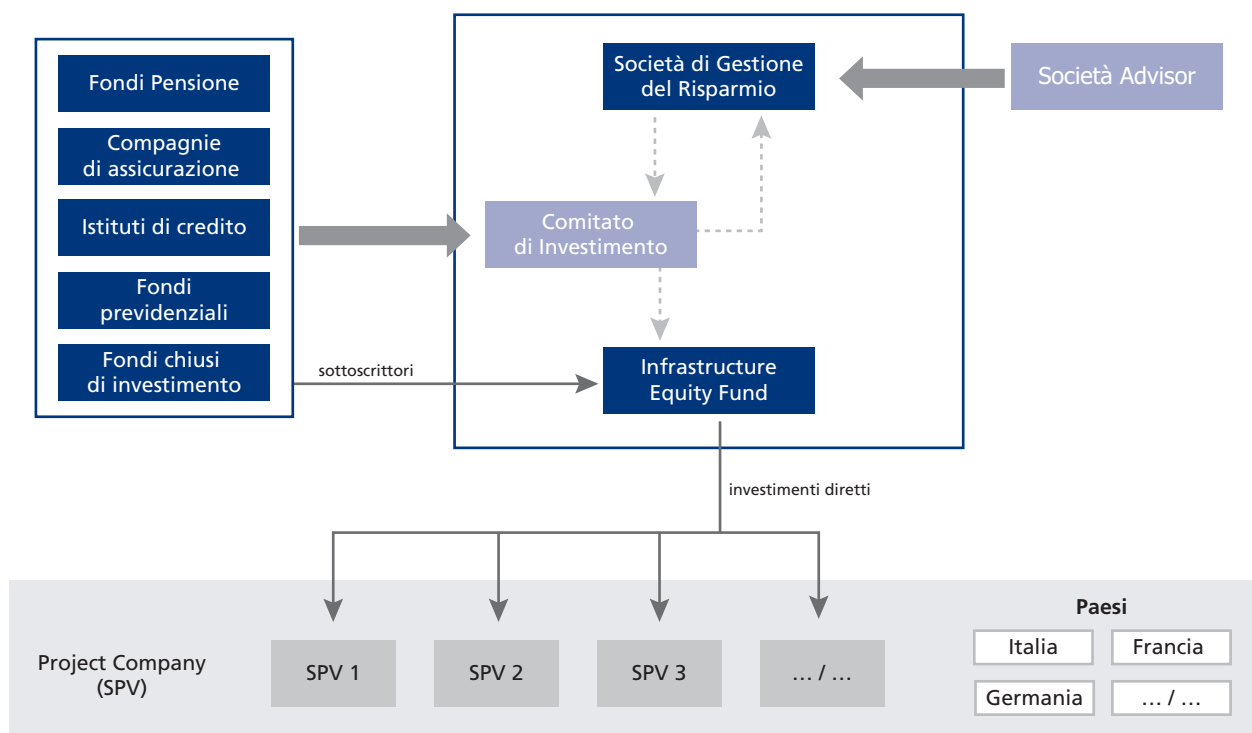 Fondi Pensione
Compagnie
di assicurazione
Istituti di credito
Fondi
previdenziali
Fondi chiusi
di investimento
sottoscrittori
Società di Gestione
del Risparmio
Società Advisor
Comitato
di Investimento
Infrastructure
Equity Fund
investimenti diretti
Project Company
(SPV)
SPV 1
SPV 2
SPV 3
... / ...
Paesi
Italia
Francia
Germania
... / ...